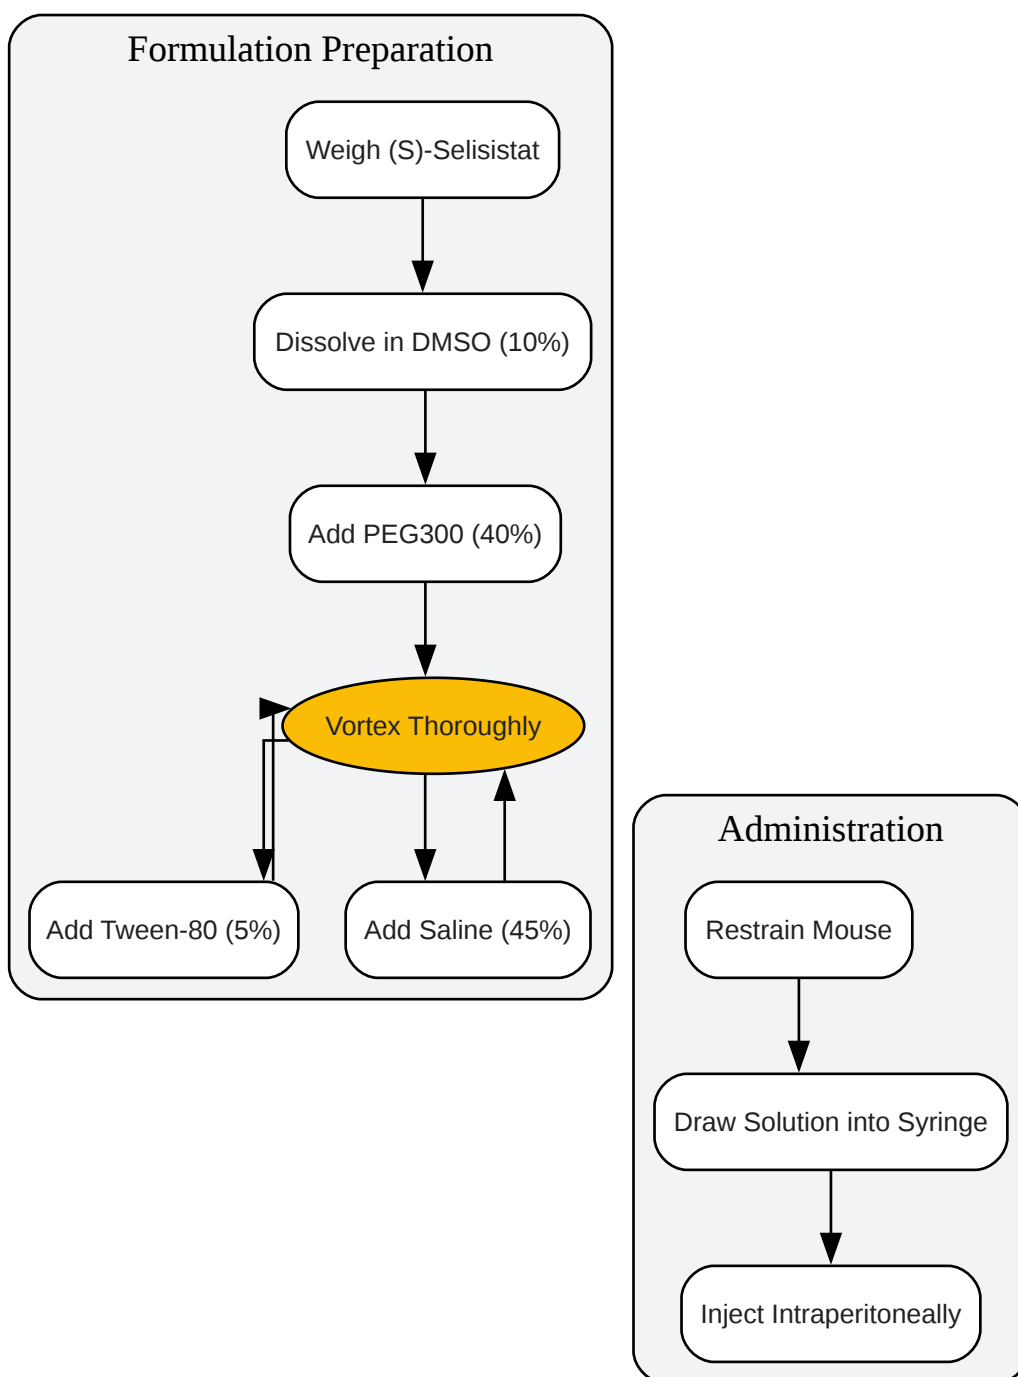 Formulation Preparation
Weigh (S)-Selisistat
Dissolve in DMSO (10%)
Add PEG300 (40%)
Vortex Thoroughly
Add Tween-80 (5%)
Add Saline (45%)
Administration
Restrain Mouse
Draw Solution into Syringe
Inject Intraperitoneally